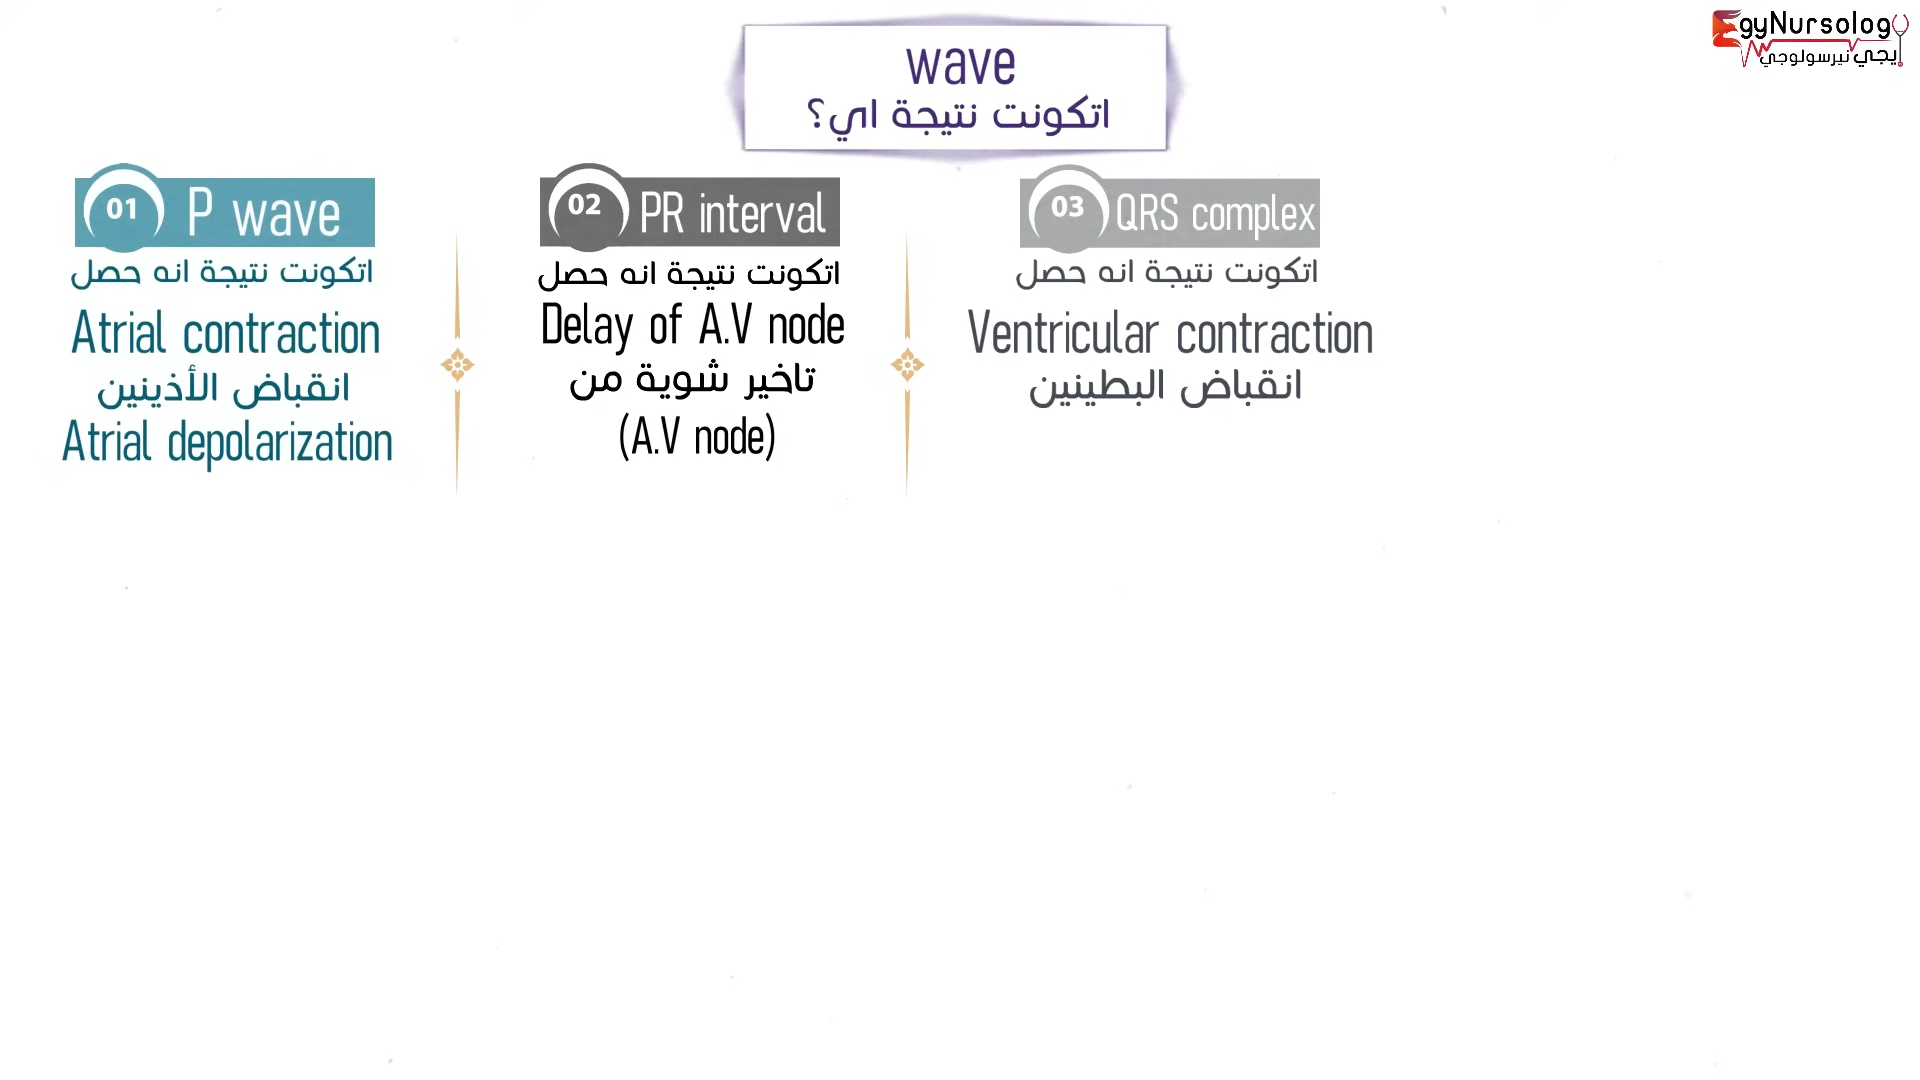 EgyNursology
إيجي نيرسولوجي
wave
اتكونت نتيجة اي؟
01 P wave
اتكونت نتيجة انه حصل
Atrial contraction
انقباض الأذينين
Atrial depolarization
02 PR interval
اتكونت نتيجة انه حصل
Delay of A.V node
تاخير شوية من
(A.V node)
03 QRS complex
اتكونت نتيجة انه حصل
Ventricular contraction
انقباض البطينين